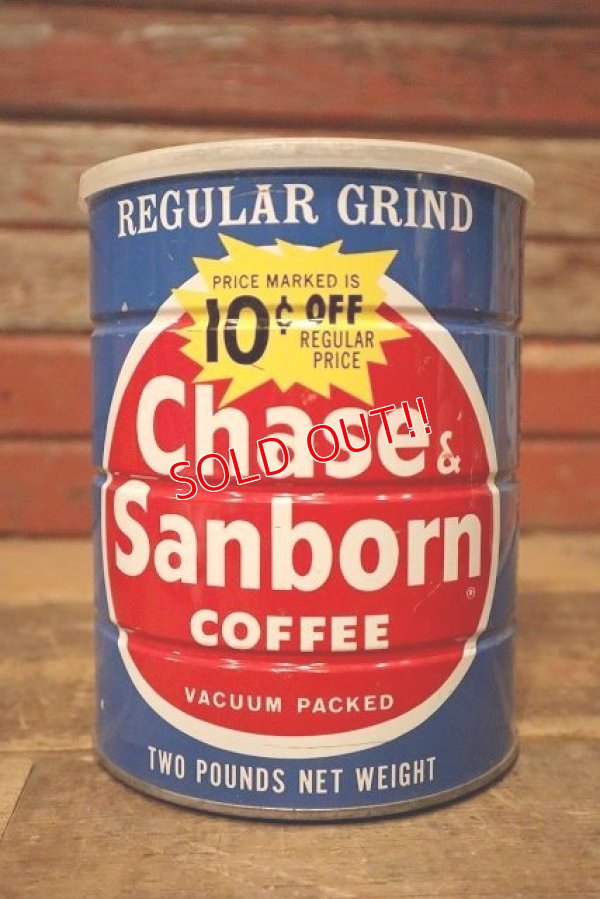 REGULAR GRIND
PRICE MARKED IS
10¢ OFF
REGULAR
PRICE
Chase &
SOLD OUT!!
Sanborn®
COFFEE
VACUUM PACKED
TWO POUNDS NET WEIGHT